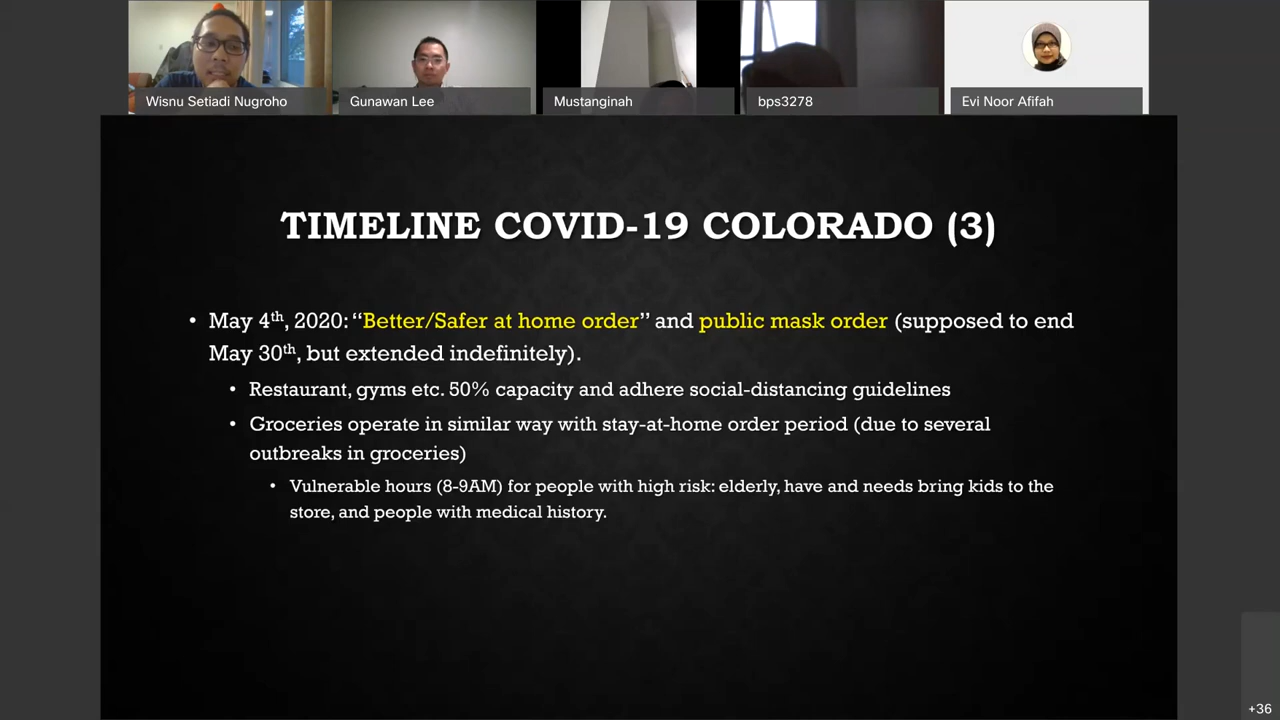 Wisnu Setiadi Nugroho
Gunawan Lee
Mustanginah
bps3278
Evi Noor Afifah
TIMELINE COVID-19 COLORADO (3)
• May 4th, 2020: “Better/Safer at home order” and public mask order (supposed to end
May 30th, but extended indefinitely).
• Restaurant, gyms etc. 50% capacity and adhere social-distancing guidelines
• Groceries operate in similar way with stay-at-home order period (due to several
outbreaks in groceries)
• Vulnerable hours (8-9AM) for people with high risk: elderly, have and needs bring kids to the
store, and people with medical history.
+36